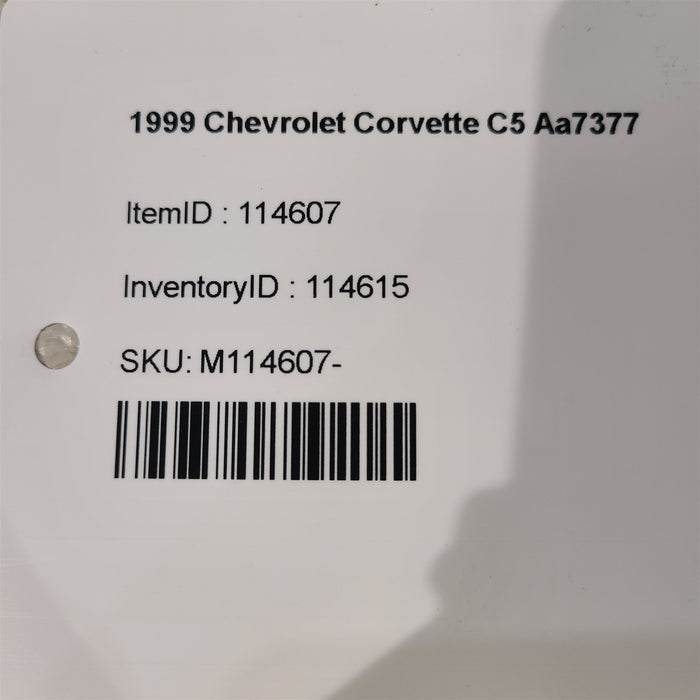 1999 Chevrolet Corvette C5 Aa7377
ItemID : 114607
InventoryID : 114615
SKU: M114607-